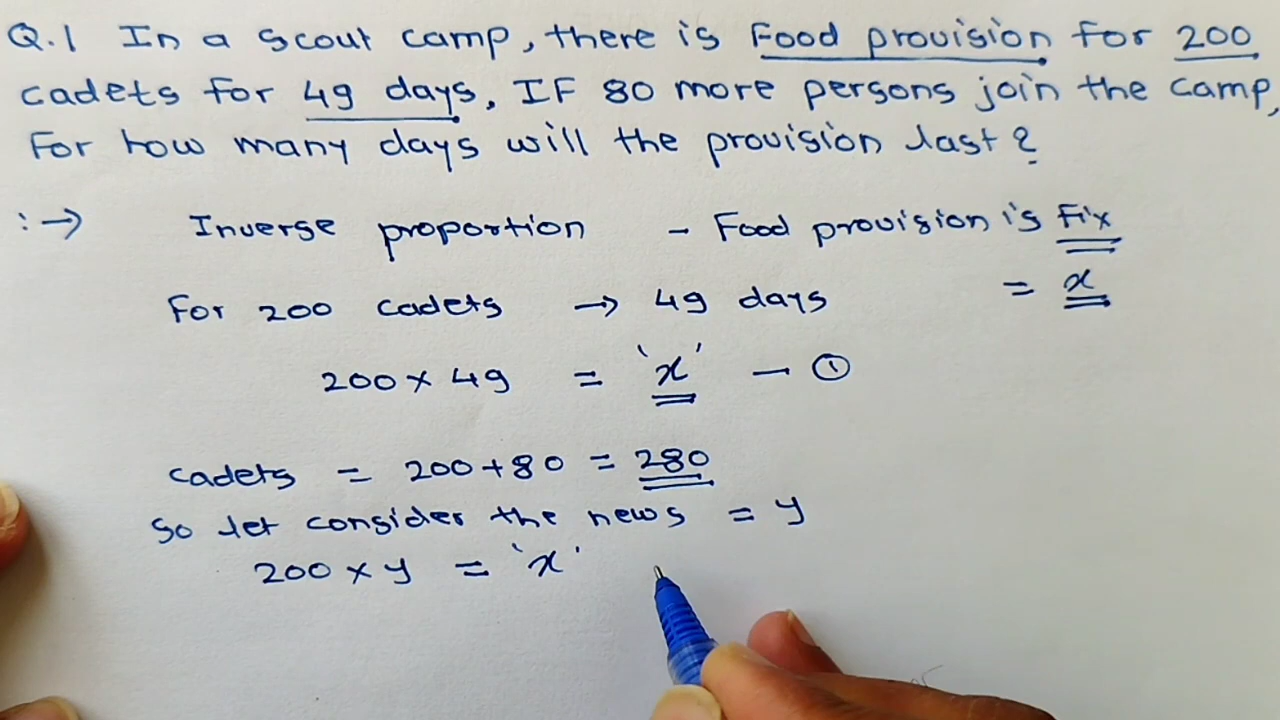 Q.1 In a scout camp, there is Food provision for 200
cadets for 49 days, IF 80 more persons join the camp,
For how many days will the provision last?
:→ Inverse proportion - Food provision is Fix
For 200 cadets → 49 days = x
200 × 49 = 'x' - ①
cadets = 200+80 = 280
So let consider the news = y
200 × y = 'x'